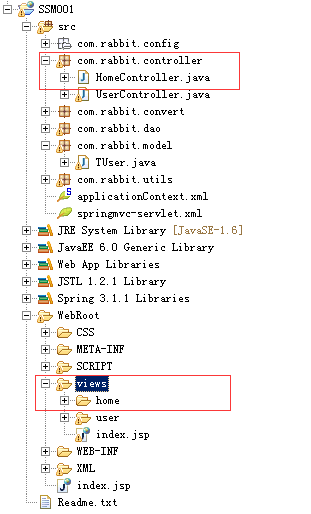 SSM001
src
com.rabbit.config
com.rabbit.controller
HomeController.java
UserController.java
com.rabbit.convert
com.rabbit.dao
com.rabbit.model
TUser.java
com.rabbit.utils
applicationContext.xml
springmvc-servlet.xml
JRE System Library [JavaSE-1.6]
JavaEE 6.0 Generic Library
Web App Libraries
JSTL 1.2.1 Library
Spring 3.1.1 Libraries
WebRoot
CSS
META-INF
SCRIPT
views
home
user
index.jsp
WEB-INF
XML
index.jsp
Readme.txt